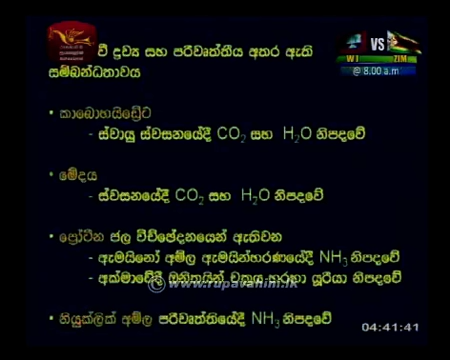 වී ද්‍රව්‍ය සහ පරිවෘත්තීය අතර ඇති
සම්බන්ධතාවය
VS
WI ZIM
@ 8.00 a.m
• කාබොහයිඩ්‍රේට
- ස්වායු ස්වසනයේදී CO2 සහ H2O නිපදවේ
• මේදය
- ස්වසනයේදී CO2 සහ H2O නිපදවේ
• ප්‍රෝටීන ජල විච්ඡේදනයෙන් ඇතිවන
- ඇමයිනෝ අම්ල ඇමයින්හරණයේදී NH3 නිපදවේ
- අක්මාවේදී ඕනිතයින් චක්‍රය හරහා යූරියා නිපදවේ
© www.rupavahini.lk
• නියුක්ලික් අම්ල පරිවෘත්තියේදී NH3 නිපදවේ
04:41:41